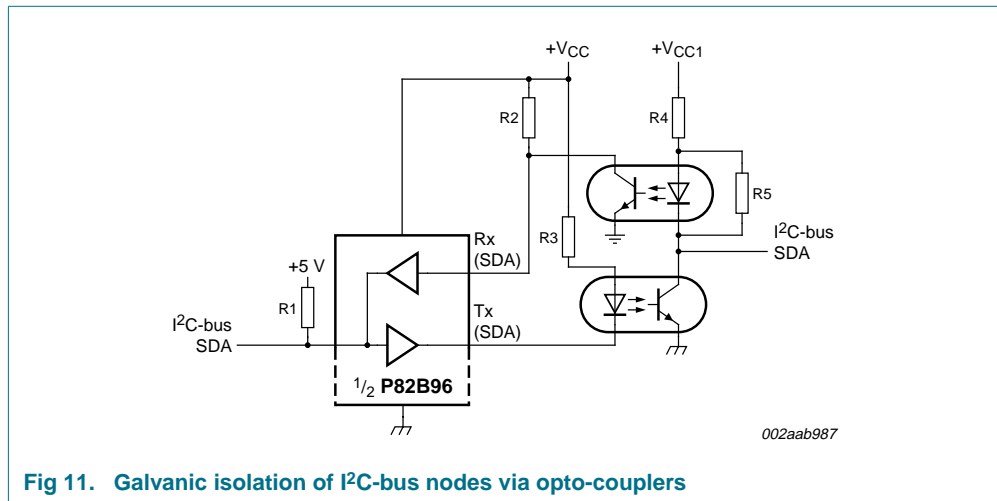 +VCC
+VCC1
R2
R4
R5
R3
I2C-bus
SDA
Rx
(SDA)
+5 V
R1
Tx
(SDA)
I2C-bus
SDA
1/2 P82B96
002aab987
Fig 11. Galvanic isolation of I2C-bus nodes via opto-couplers